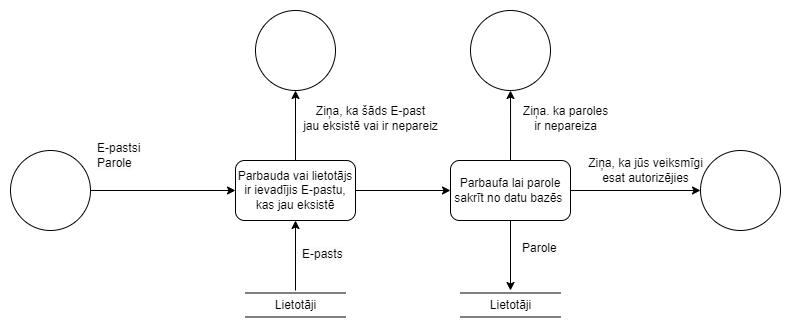 Ziņa, ka šāds E-past
jau eksistē vai ir nepareiz
Ziņa. ka paroles
ir nepareiza
E-pastsi
Parole
Parbauda vai lietotājs
ir ievadījis E-pastu,
kas jau eksistē
Parbaufa lai parole
sakrīt no datu bazēs
Ziņa, ka jūs veiksmīgi
esat autorizējies
E-pasts
Parole
Lietotāji
Lietotāji